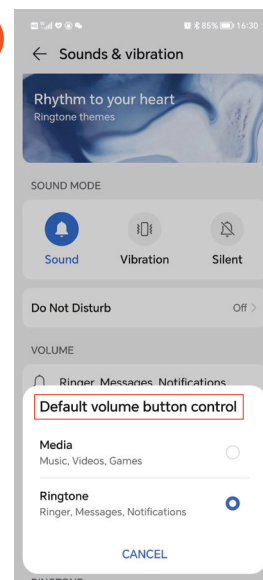 85% 16:30
Sounds & vibration
Rhythm to your heart
Ringtone themes
SOUND MODE
Sound Vibration Silent
Do Not Disturb Off
VOLUME
Ringer, Messages, Notifications
Default volume button control
Media
Music, Videos, Games
Ringtone
Ringer, Messages, Notifications
CANCEL
RINGTONE